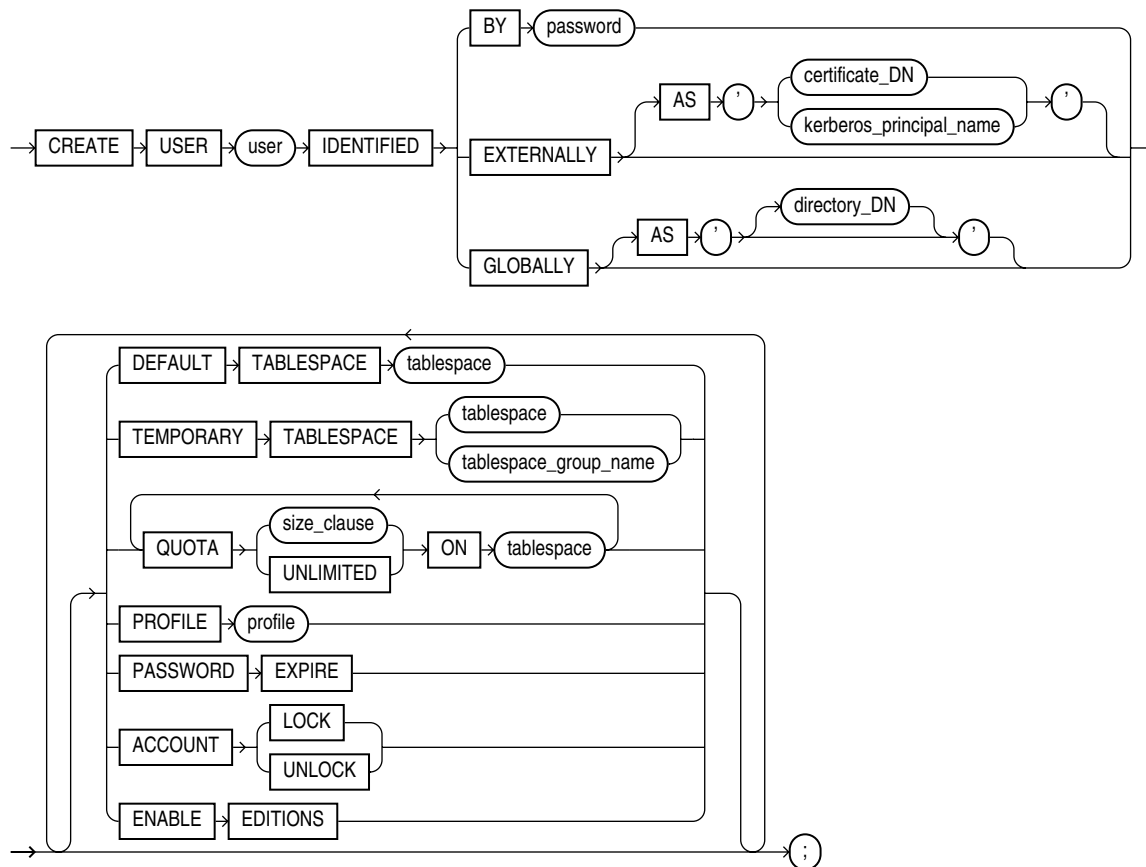 BY password
AS ' certificate_DN '
kerberos_principal_name
CREATE USER user IDENTIFIED
EXTERNALLY
AS ' directory_DN '
GLOBALLY
DEFAULT TABLESPACE tablespace
TEMPORARY TABLESPACE tablespace
tablespace_group_name
QUOTA size_clause ON tablespace
UNLIMITED
PROFILE profile
PASSWORD EXPIRE
ACCOUNT LOCK
UNLOCK
ENABLE EDITIONS
;